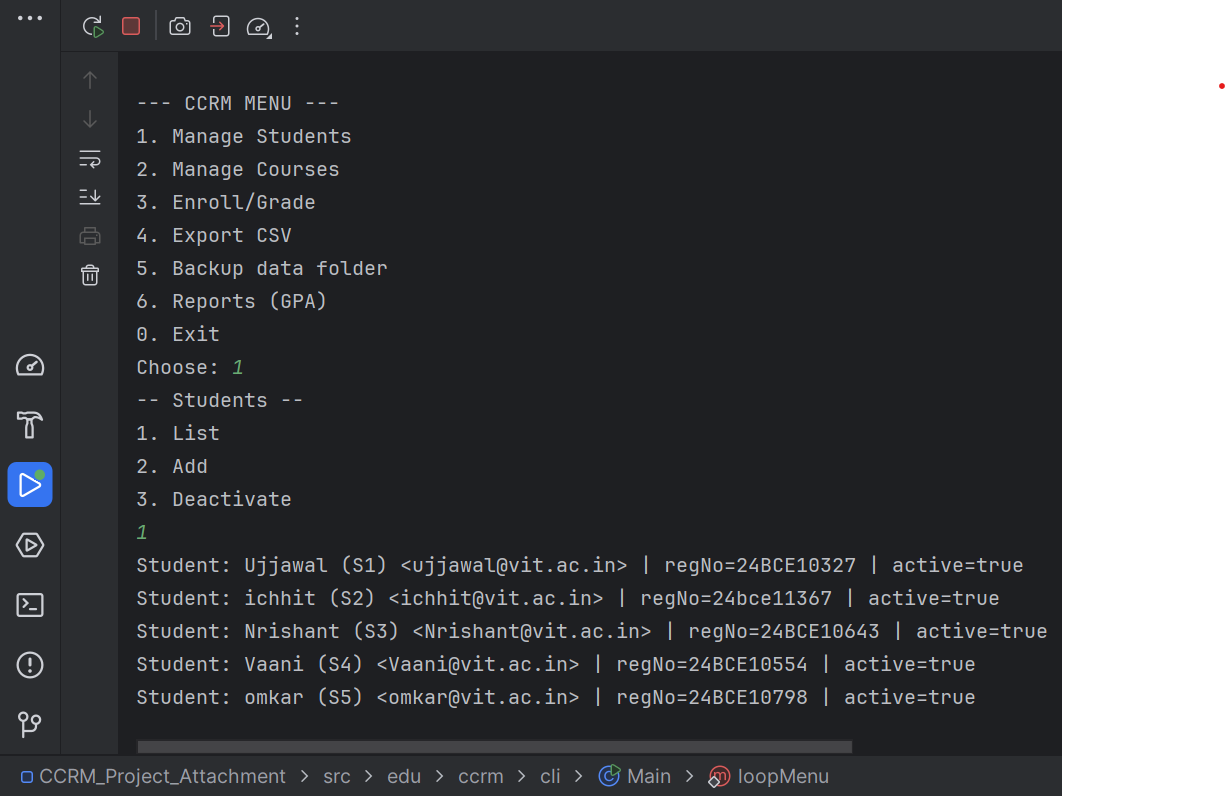 --- CCRM MENU ---
1. Manage Students
2. Manage Courses
3. Enroll/Grade
4. Export CSV
5. Backup data folder
6. Reports (GPA)
0. Exit
Choose: 1
-- Students --
1. List
2. Add
3. Deactivate
1
Student: Ujjawal (S1) <ujjawal@vit.ac.in> | regNo=24BCE10327 | active=true
Student: ichhit (S2) <ichhit@vit.ac.in> | regNo=24bce11367 | active=true
Student: Nrishant (S3) <Nrishant@vit.ac.in> | regNo=24BCE10643 | active=true
Student: Vaani (S4) <Vaani@vit.ac.in> | regNo=24BCE10554 | active=true
Student: omkar (S5) <omkar@vit.ac.in> | regNo=24BCE10798 | active=true
CCRM_Project_Attachment > src > edu > ccrm > cli > Main > loopMenu